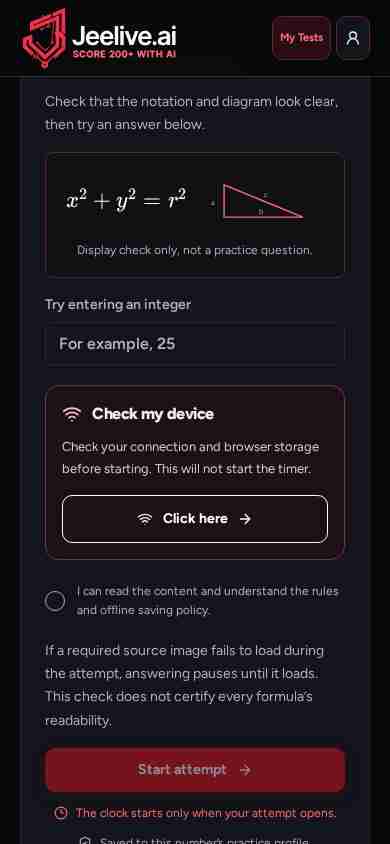 Jeelive.ai
SCORE 200+ WITH AI
My Tests
Check that the notation and diagram look clear,
then try an answer below.
x² + y² = r²
a
c
b
Display check only, not a practice question.
Try entering an integer
For example, 25
Check my device
Check your connection and browser storage
before starting. This will not start the timer.
Click here →
I can read the content and understand the rules
and offline saving policy.
If a required source image fails to load during
the attempt, answering pauses until it loads.
This check does not certify every formula's
readability.
Start attempt →
The clock starts only when your attempt opens.
Saved to this number's practice profile